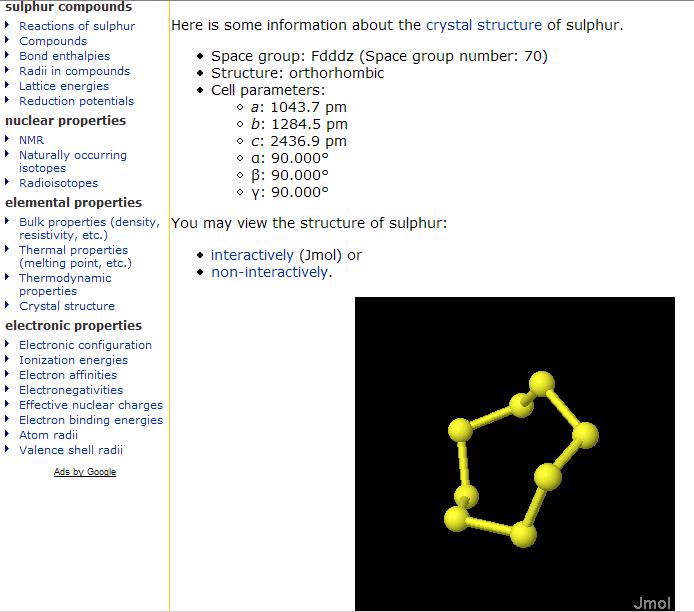 sulphur compounds
Reactions of sulphur
Compounds
Bond enthalpies
Radii in compounds
Lattice energies
Reduction potentials
nuclear properties
NMR
Naturally occurring
isotopes
Radioisotopes
elemental properties
Bulk properties (density,
resistivity, etc.)
Thermal properties
(melting point, etc.)
Thermodynamic
properties
Crystal structure
electronic properties
Electronic configuration
Ionization energies
Electron affinities
Electronegativities
Effective nuclear charges
Electron binding energies
Atom radii
Valence shell radii
Ads by Google
Here is some information about the crystal structure of sulphur.
Space group: Fdddz (Space group number: 70)
Structure: orthorhombic
Cell parameters:
a: 1043.7 pm
b: 1284.5 pm
c: 2436.9 pm
α: 90.000°
β: 90.000°
γ: 90.000°
You may view the structure of sulphur:
interactively (Jmol) or
non-interactively.
Jmol